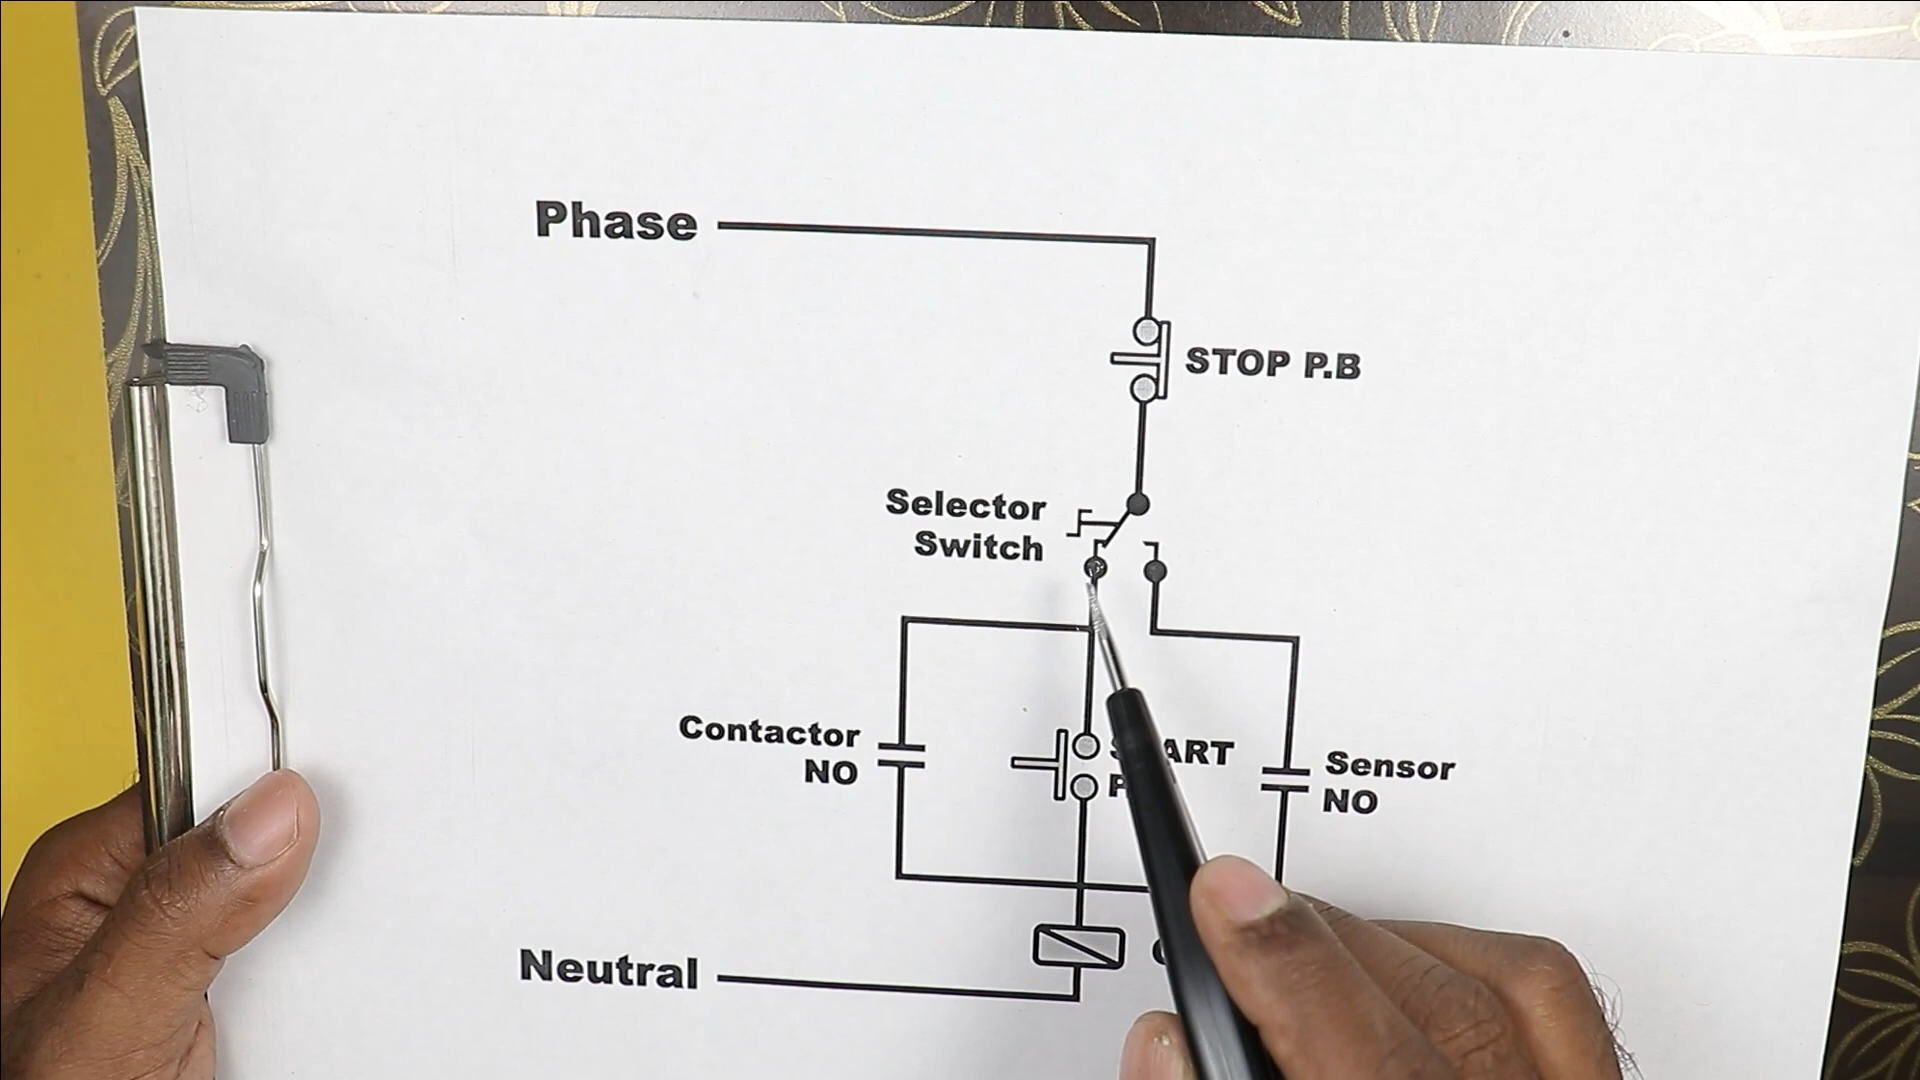 Phase
STOP P.B
Selector
Switch
Contactor
NO
Sensor
NO
Neutral